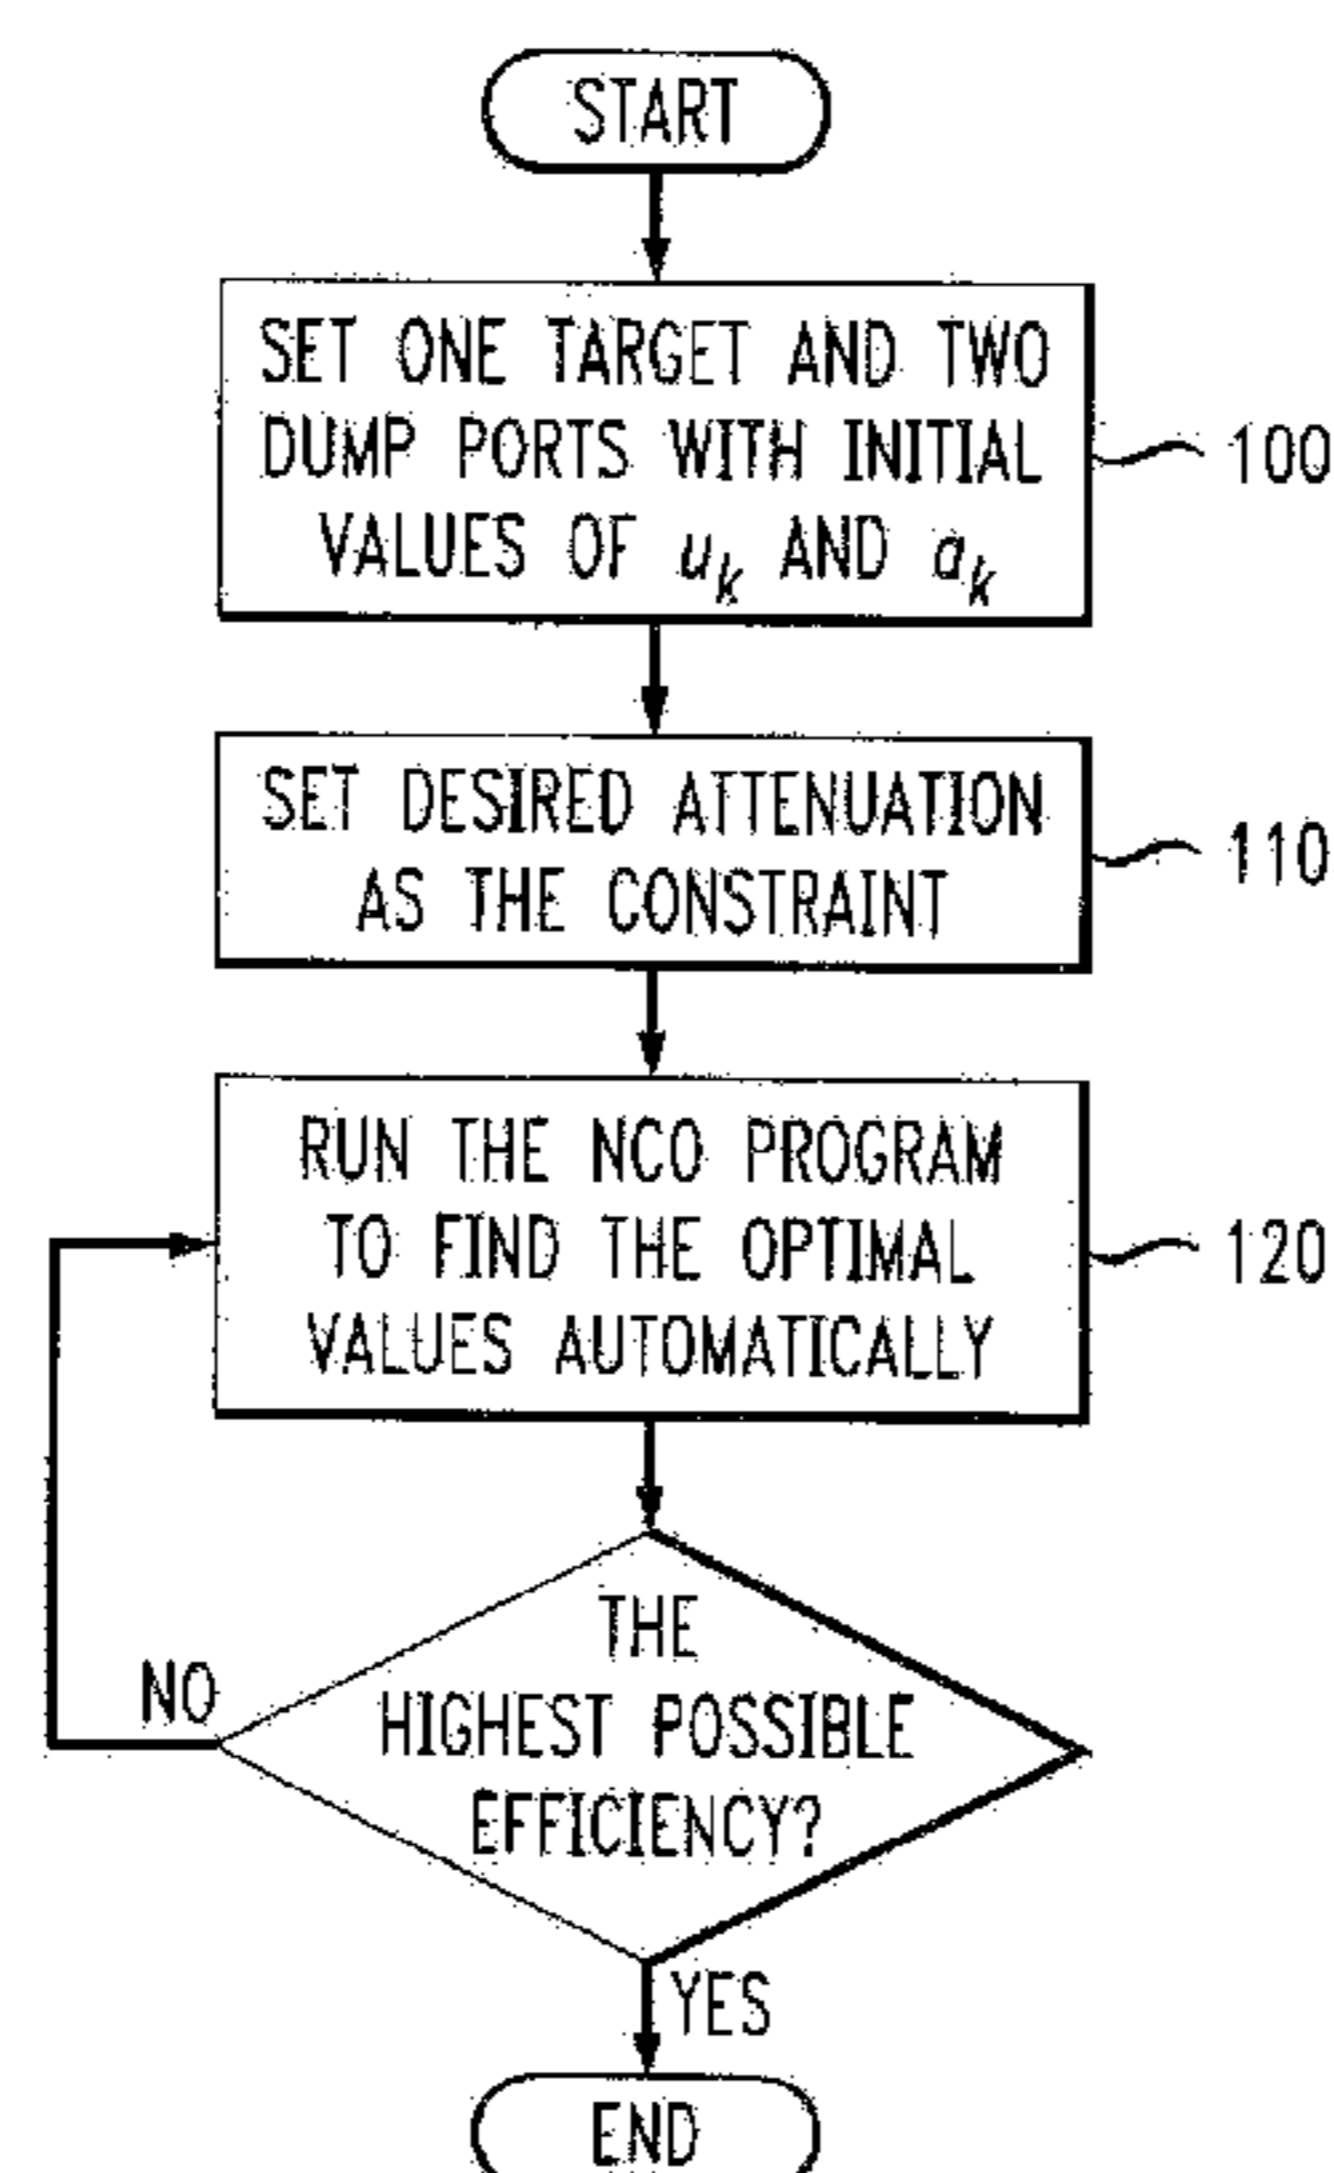 START
SET ONE TARGET AND TWO
DUMP PORTS WITH INITIAL
VALUES OF u_k AND a_k
100
SET DESIRED ATTENUATION
AS THE CONSTRAINT
110
RUN THE NCO PROGRAM
TO FIND THE OPTIMAL
VALUES AUTOMATICALLY
120
THE
HIGHEST POSSIBLE
EFFICIENCY?
NO
YES
END